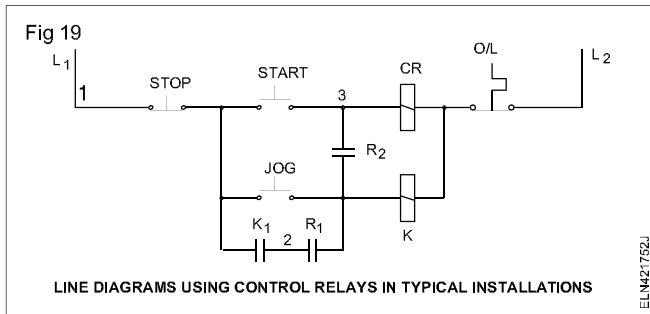 Fig 19
L1
L2
O/L
CR
START
STOP
1
3
R2
JOG
K1
2
R1
K
LINE DIAGRAMS USING CONTROL RELAYS IN TYPICAL INSTALLATIONS
ELN421752J